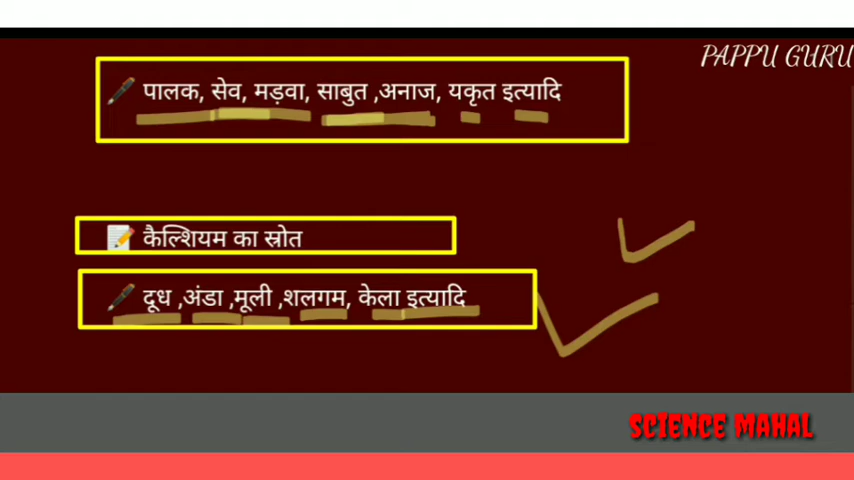 PAPPU GURU
पालक, सेव, मड़वा, साबुत ,अनाज, यकृत इत्यादि
कैल्शियम का स्रोत
दूध ,अंडा ,मूली ,शलगम, केला इत्यादि
SCIENCE MAHAL